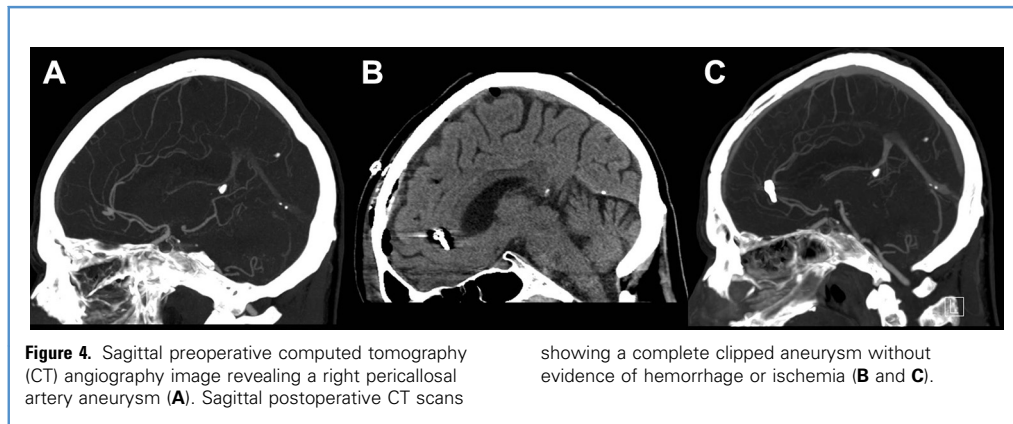 A
B
C
Figure 4. Sagittal preoperative computed tomography
(CT) angiography image revealing a right pericallosal
artery aneurysm (A). Sagittal postoperative CT scans
showing a complete clipped aneurysm without
evidence of hemorrhage or ischemia (B and C).